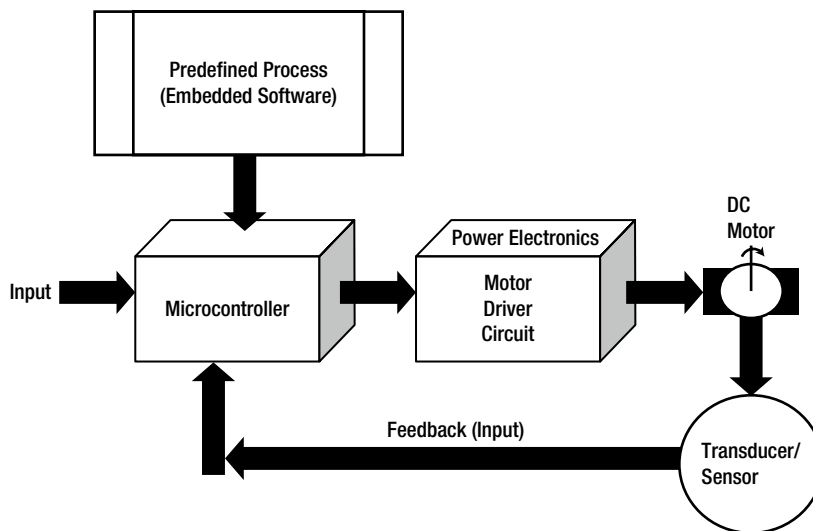 Predefined Process
(Embedded Software)
DC
Motor
Power Electronics
Input
Microcontroller
Motor
Driver
Circuit
Feedback (Input)
Transducer/
Sensor